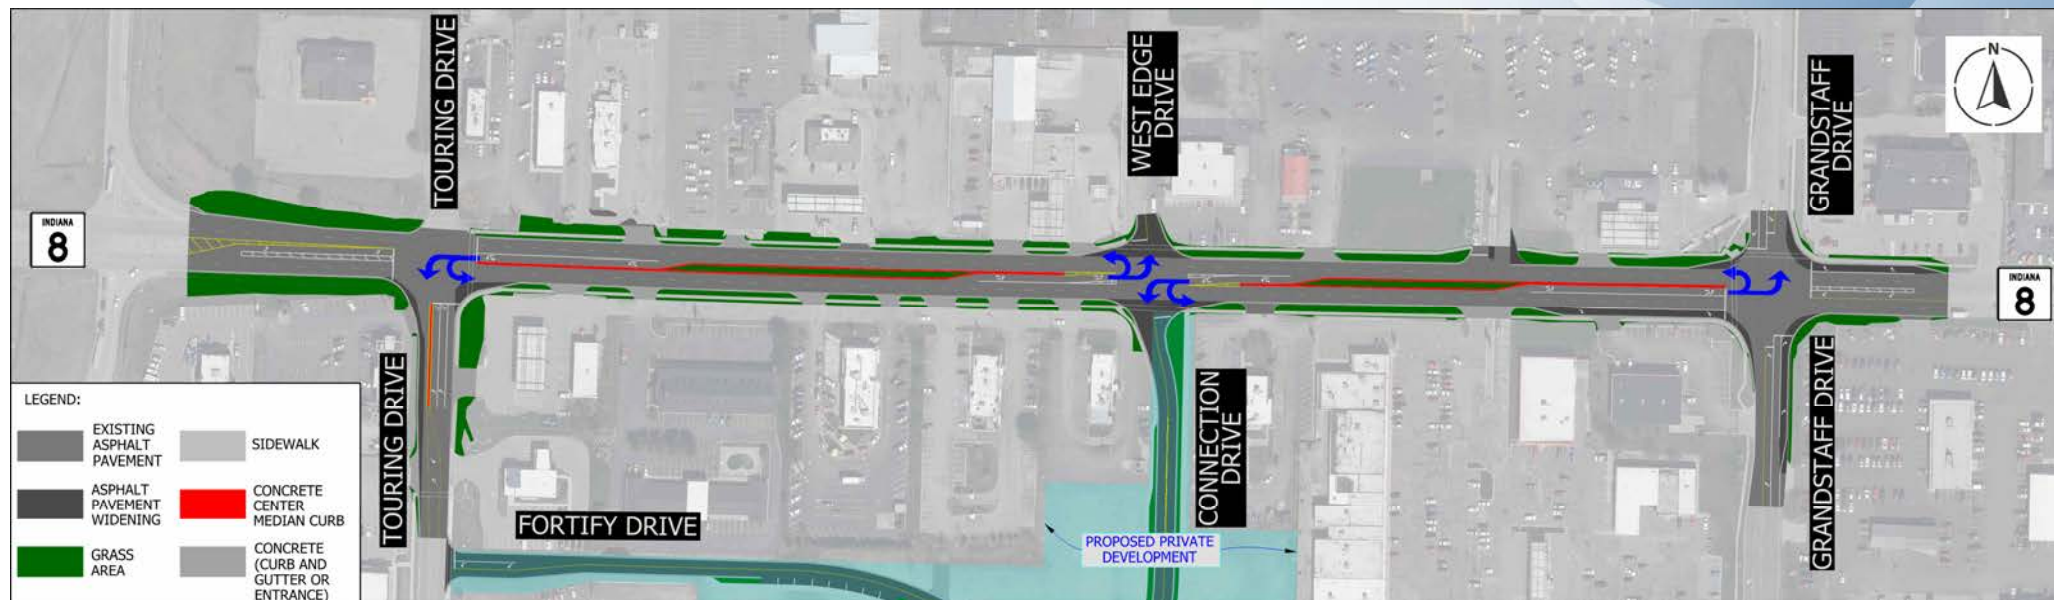 TOURING DRIVE
WEST EDGE
DRIVE
GRANDSTAFF
DRIVE
N
INDIANA
8
INDIANA
8
TOURING DRIVE
FORTIFY DRIVE
CONNECTION
DRIVE
GRANDSTAFF DRIVE
PROPOSED PRIVATE
DEVELOPMENT
LEGEND:
EXISTING
ASPHALT
PAVEMENT
SIDEWALK
ASPHALT
PAVEMENT
WIDENING
CONCRETE
CENTER
MEDIAN CURB
GRASS
AREA
CONCRETE
(CURB AND
GUTTER OR
ENTRANCE)